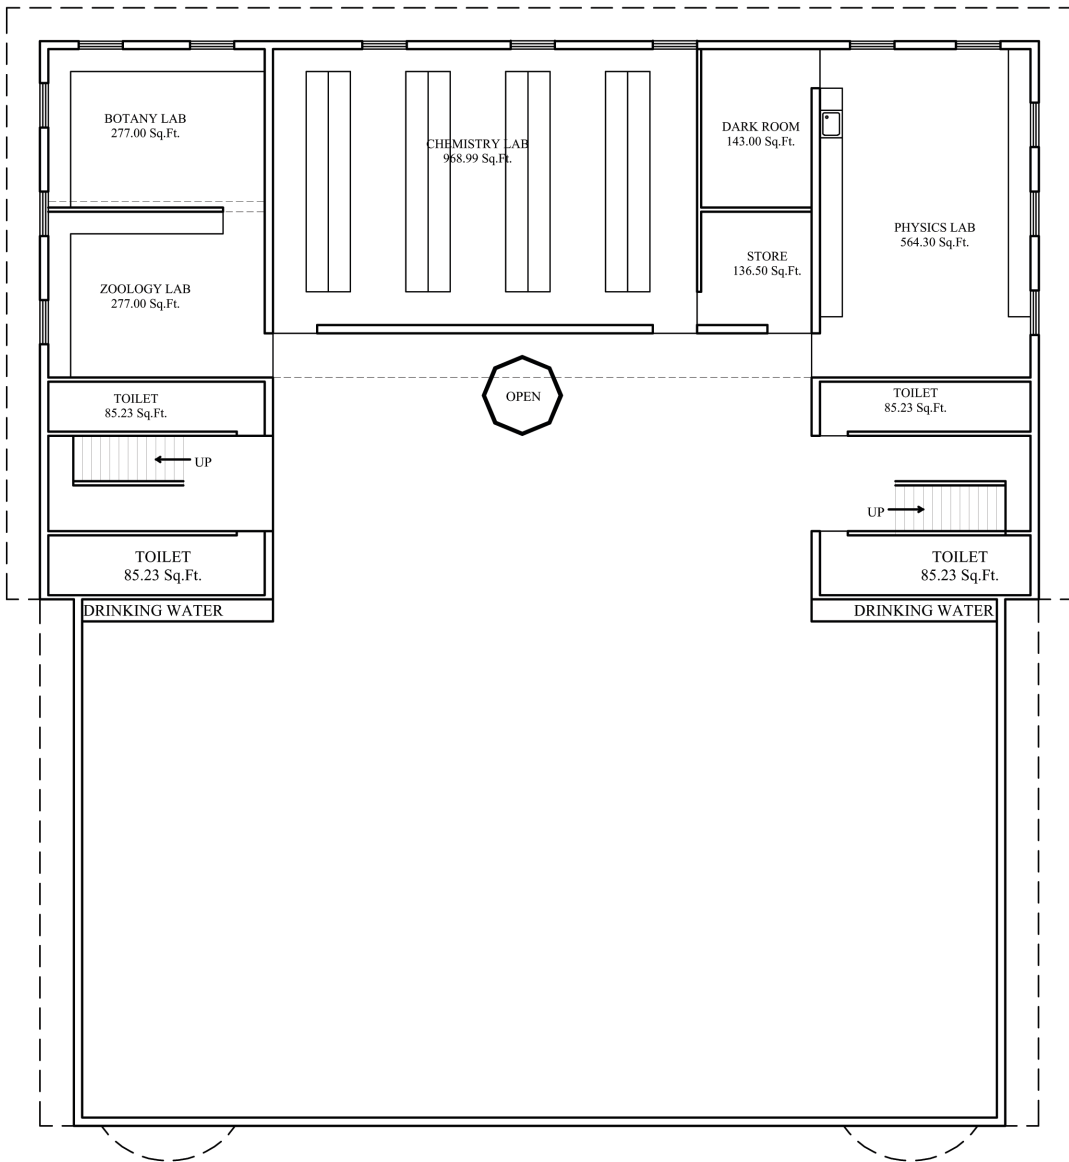 BOTANY LAB
277.00 Sq.Ft.
CHEMISTRY LAB
968.99 Sq.Ft.
DARK ROOM
143.00 Sq.Ft.
PHYSICS LAB
564.30 Sq.Ft.
STORE
136.50 Sq.Ft.
ZOOLOGY LAB
277.00 Sq.Ft.
TOILET
85.23 Sq.Ft.
OPEN
TOILET
85.23 Sq.Ft.
UP
UP
TOILET
85.23 Sq.Ft.
TOILET
85.23 Sq.Ft.
DRINKING WATER
DRINKING WATER